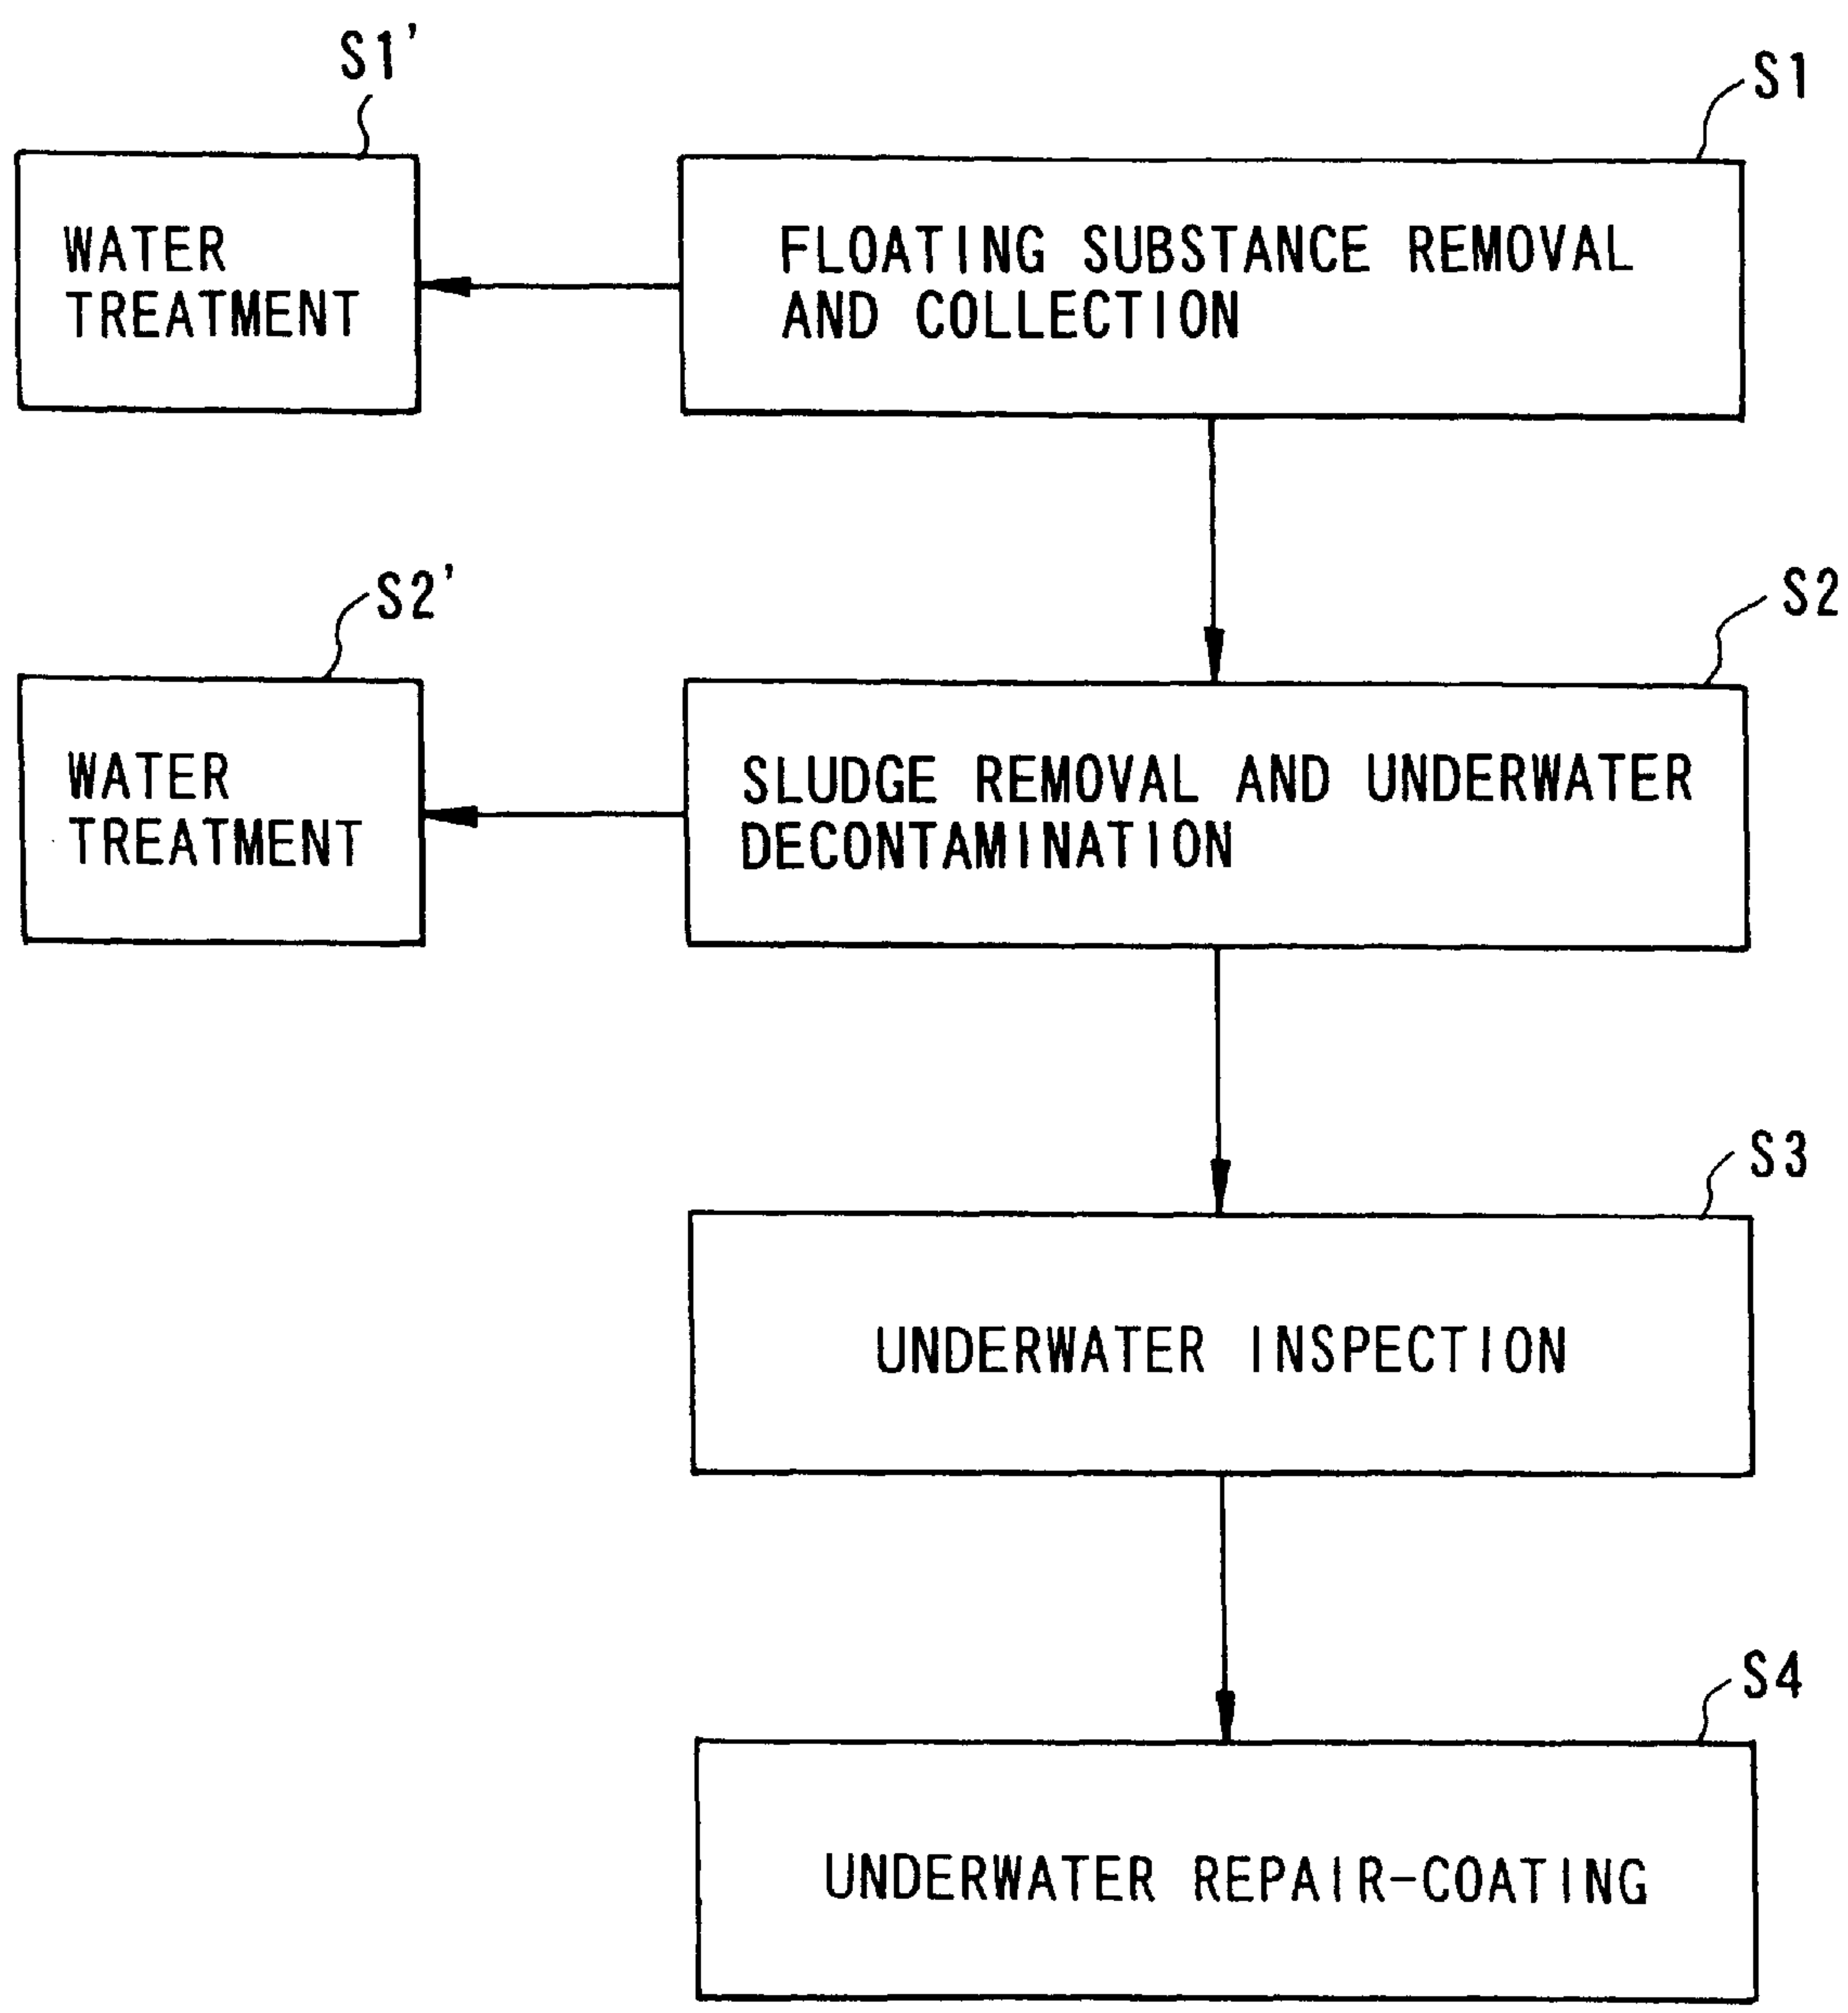 S1'
S1
WATER
TREATMENT
FLOATING SUBSTANCE REMOVAL
AND COLLECTION
S2'
S2
WATER
TREATMENT
SLUDGE REMOVAL AND UNDERWATER
DECONTAMINATION
S3
UNDERWATER INSPECTION
S4
UNDERWATER REPAIR-COATING